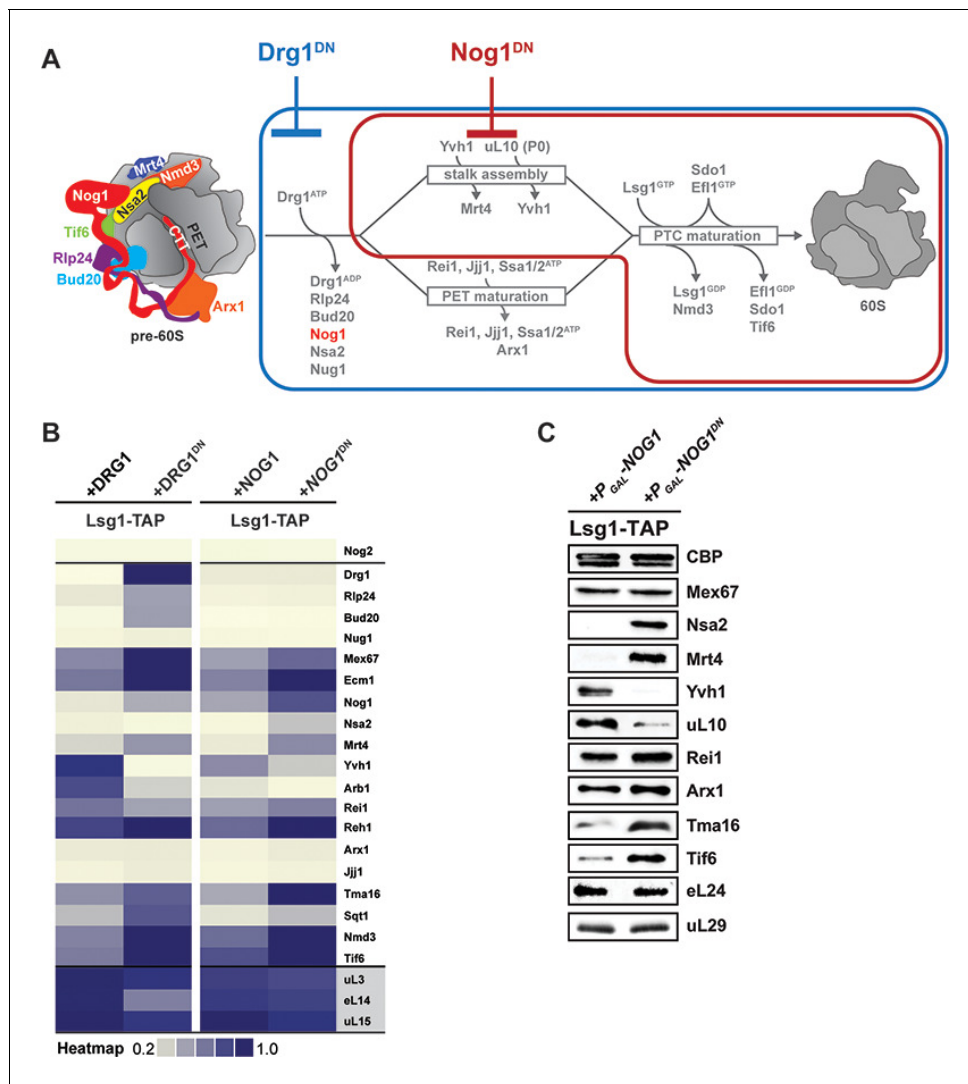 A
Drg1DN
Nog1DN
Mrt4
Nmd3
Nog1
Nsa2
PET
CTT
Tif6
Rlp24
Bud20
Arx1
pre-60S
Drg1ATP
Drg1ADP
Rlp24
Bud20
Nog1
Nsa2
Nug1
Yvh1 uL10 (P0)
stalk assembly
Mrt4 Yvh1
Rei1, Jjj1, Ssa1/2ATP
PET maturation
Rei1, Jjj1, Ssa1/2ATP
Arx1
Lsg1GTP
Sdo1
Efl1GTP
PTC maturation
Lsg1GDP
Nmd3
Efl1GDP
Sdo1
Tif6
60S
B
+DRG1
+DRG1DN
+NOG1
+NOG1DN
Lsg1-TAP
Lsg1-TAP
Nog2
Drg1
Rlp24
Bud20
Nug1
Mex67
Ecm1
Nog1
Nsa2
Mrt4
Yvh1
Arb1
Rei1
Reh1
Arx1
Jjj1
Tma16
Sqt1
Nmd3
Tif6
uL3
eL14
uL15
Heatmap 0.2 1.0
C
+P GAL-NOG1
+P GAL-NOG1DN
Lsg1-TAP
CBP
Mex67
Nsa2
Mrt4
Yvh1
uL10
Rei1
Arx1
Tma16
Tif6
eL24
uL29